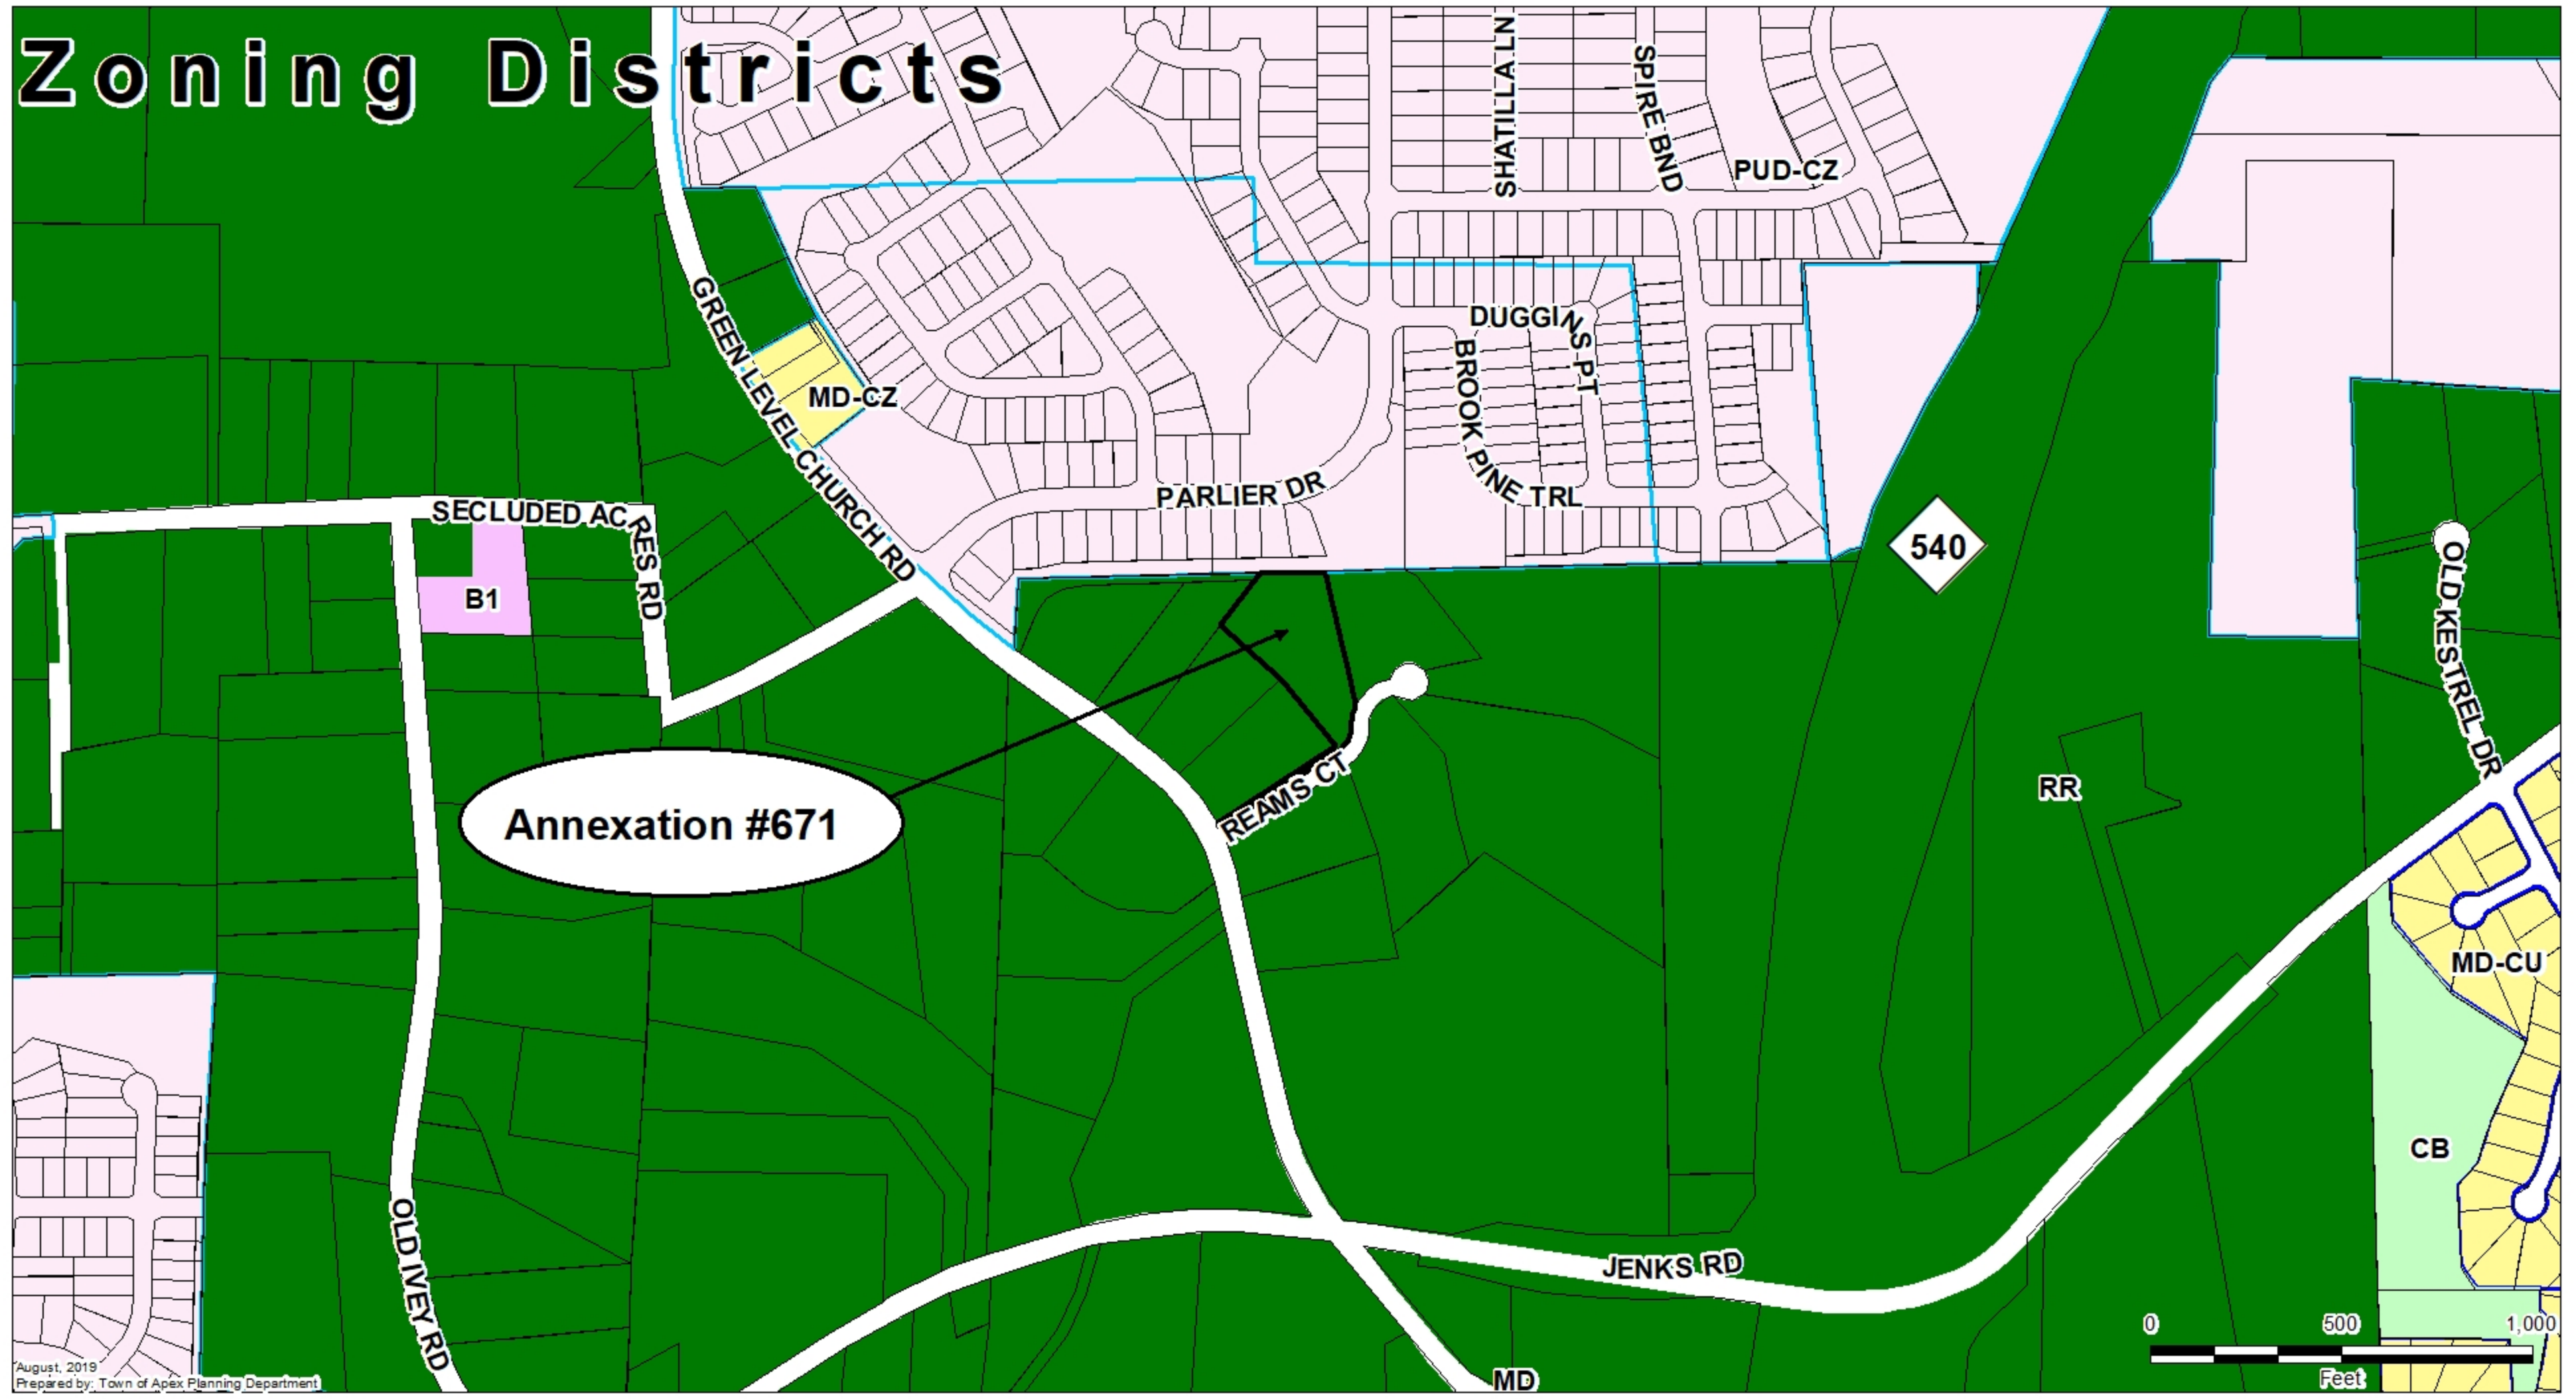 Zoning Districts
SHATILLA LN
SPIRE BND
PUD-CZ
GREEN LEVEL CHURCH RD
MD-CZ
DUGGINS PT
BROOK PINE TRL
PARLIER DR
SECLUDED ACRES RD
B1
540
OLD KESTREL DR
REAMS CT
RR
Annexation #671
MD-CU
CB
JENKS RD
OLD IVEY RD
MD
0 500 1,000
Feet
August, 2019
Prepared by: Town of Apex Planning Department